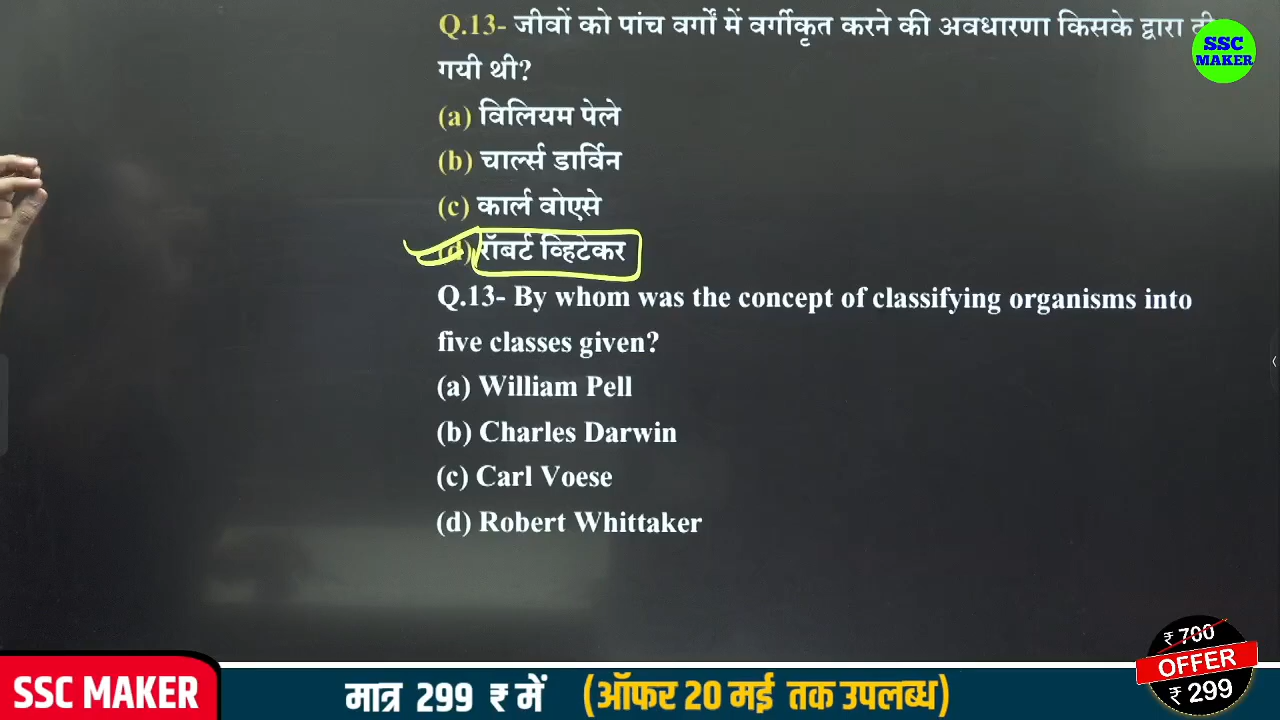 Q.13- जीवों को पांच वर्गों में वर्गीकृत करने की अवधारणा किसके द्वारा
गयी थी?
(a) विलियम पेले
(b) चार्ल्स डार्विन
(c) कार्ल वोएसे
(d) रॉबर्ट व्हिटेकर
Q.13- By whom was the concept of classifying organisms into
five classes given?
(a) William Pell
(b) Charles Darwin
(c) Carl Voese
(d) Robert Whittaker
SSC
MAKER
₹ 700
OFFER
₹ 299
SSC MAKER
मात्र 299 ₹ में (ऑफर 20 मई तक उपलब्ध)